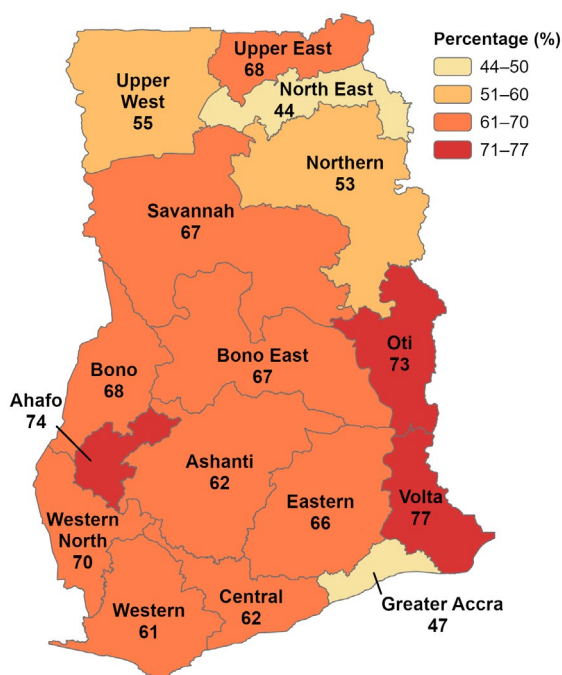 Percentage (%)
44–50
51–60
61–70
71–77
Upper East
68
Upper
West
55
North East
44
Northern
53
Savannah
67
Oti
73
Bono East
67
Bono
68
Ahafo
74
Ashanti
62
Eastern
66
Volta
77
Western
North
70
Western
61
Central
62
Greater Accra
47